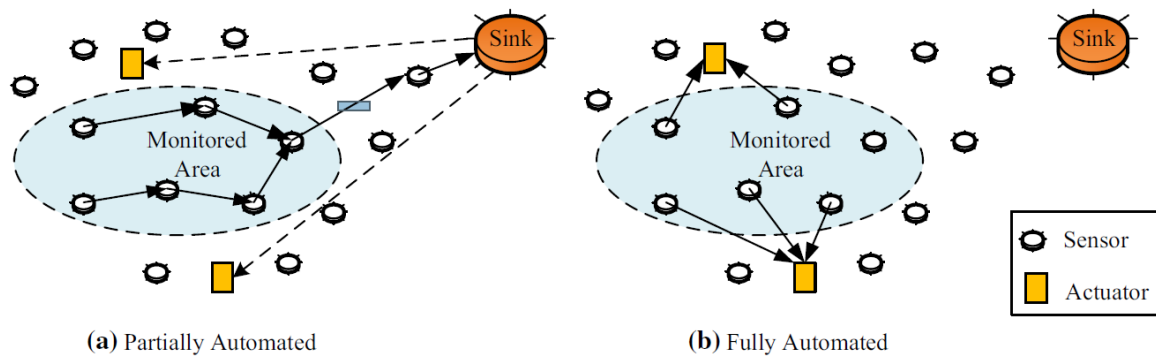 Sink
Monitored
Area
(a) Partially Automated
Sink
Monitored
Area
(b) Fully Automated
Sensor
Actuator